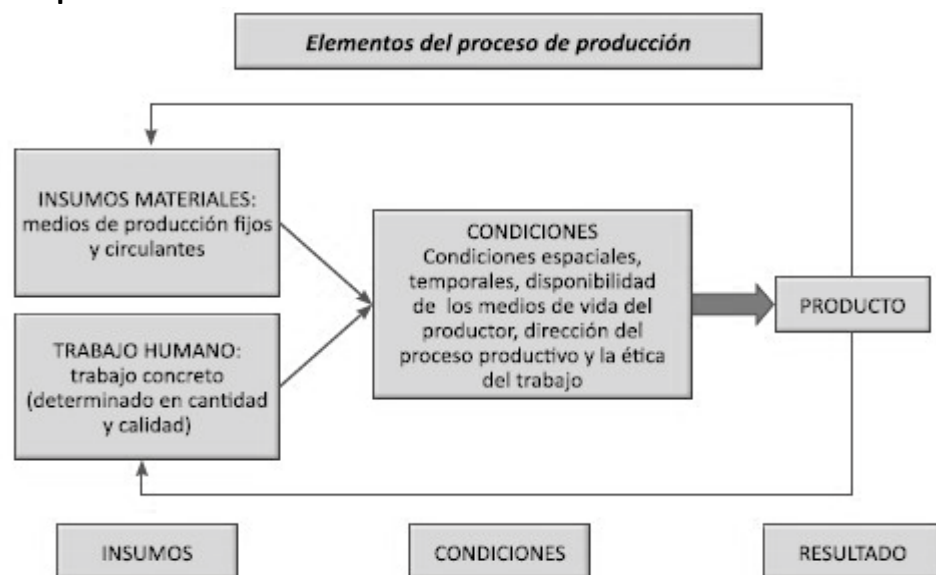 Elementos del proceso de producción
INSUMOS MATERIALES:
medios de producción fijos
y circulantes
TRABAJO HUMANO:
trabajo concreto
(determinado en cantidad
y calidad)
CONDICIONES
Condiciones espaciales,
temporales, disponibilidad
de los medios de vida del
productor, dirección del
proceso productivo y la ética
del trabajo
PRODUCTO
INSUMOS
CONDICIONES
RESULTADO